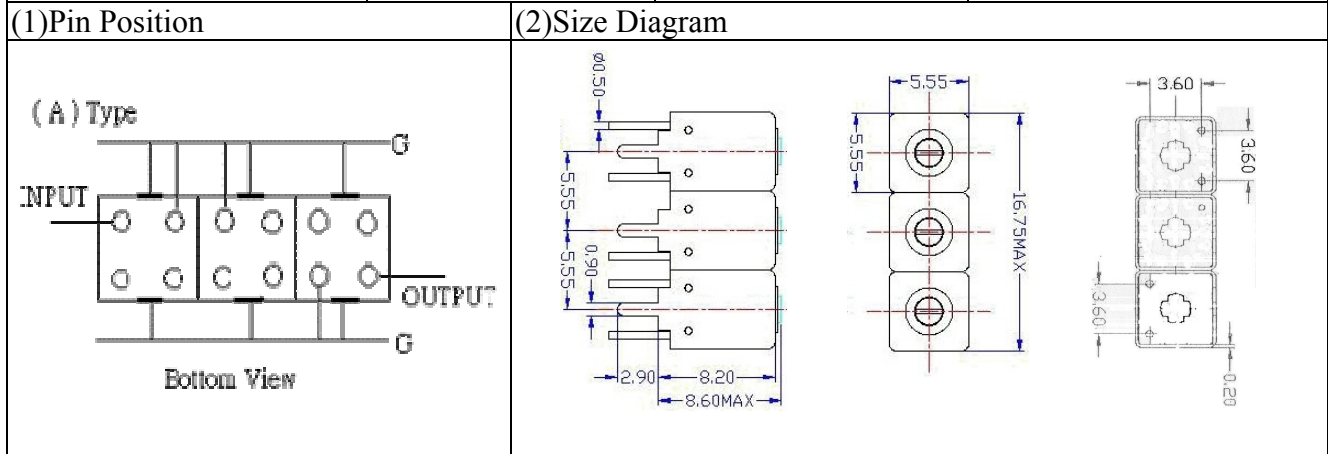 (1)Pin Position
(2)Size Diagram
( A ) Type
G
INPUT
OUTPUT
G
Bottom View
ø0.50
5.55
5.55
0.90
2.90
8.20
8.60MAX
5.55
5.55
16.75MAX
3.60
3.60
3.60
0.20